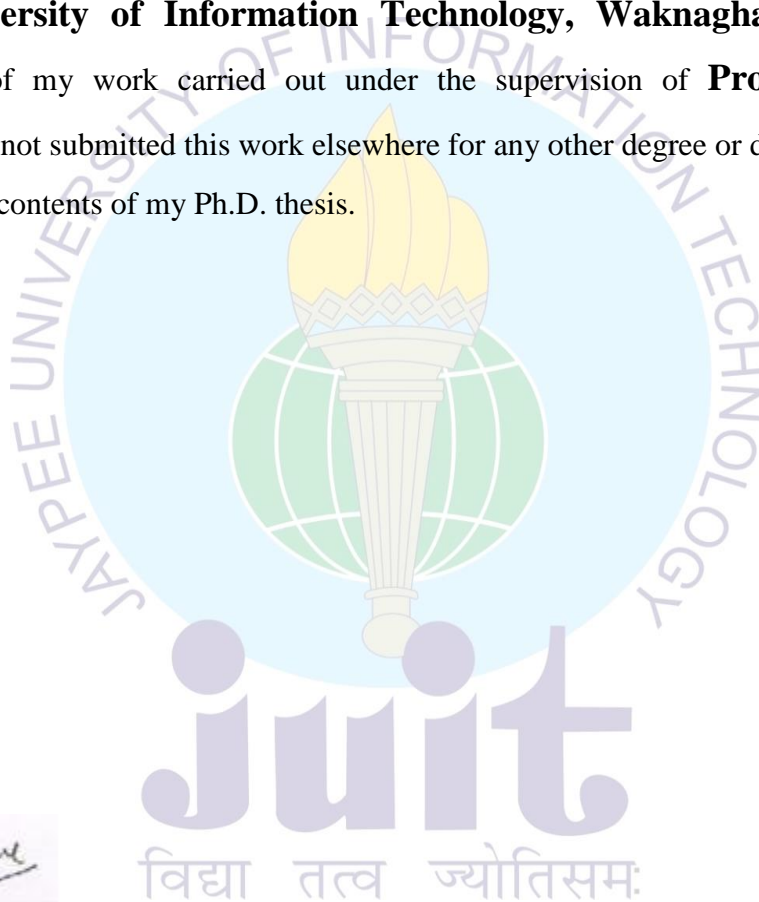 ersity of Information Technology, Waknagha
of my work carried out under the supervision of Pro
not submitted this work elsewhere for any other degree or d
contents of my Ph.D. thesis.
JAYPEE UNIVERSITY OF INFORMATION TECHNOLOGY
juit
विद्या तत्व ज्योतिसमः